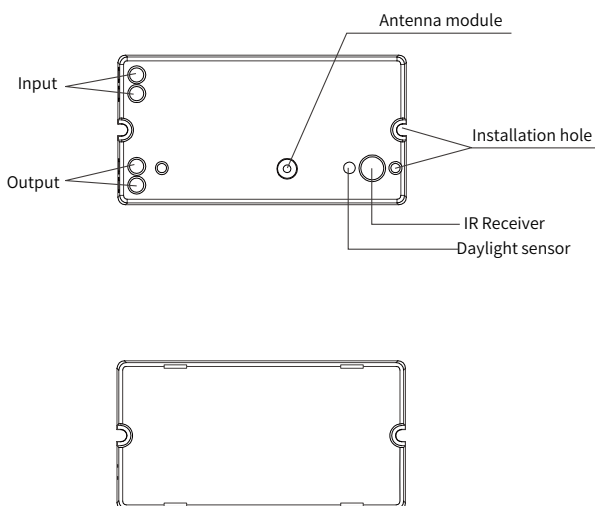 Antenna module
Input
Installation hole
Output
IR Receiver
Daylight sensor